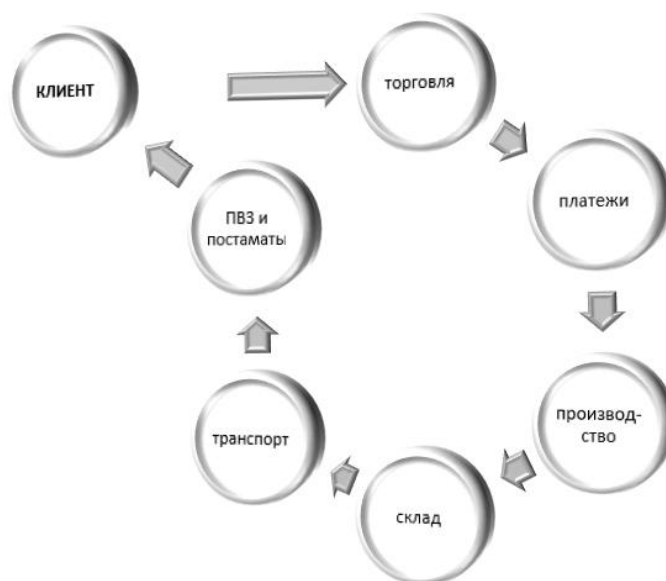 КЛИЕНТ
торговля
платежи
производ-
ство
склад
транспорт
ПВЗ и
постаматы